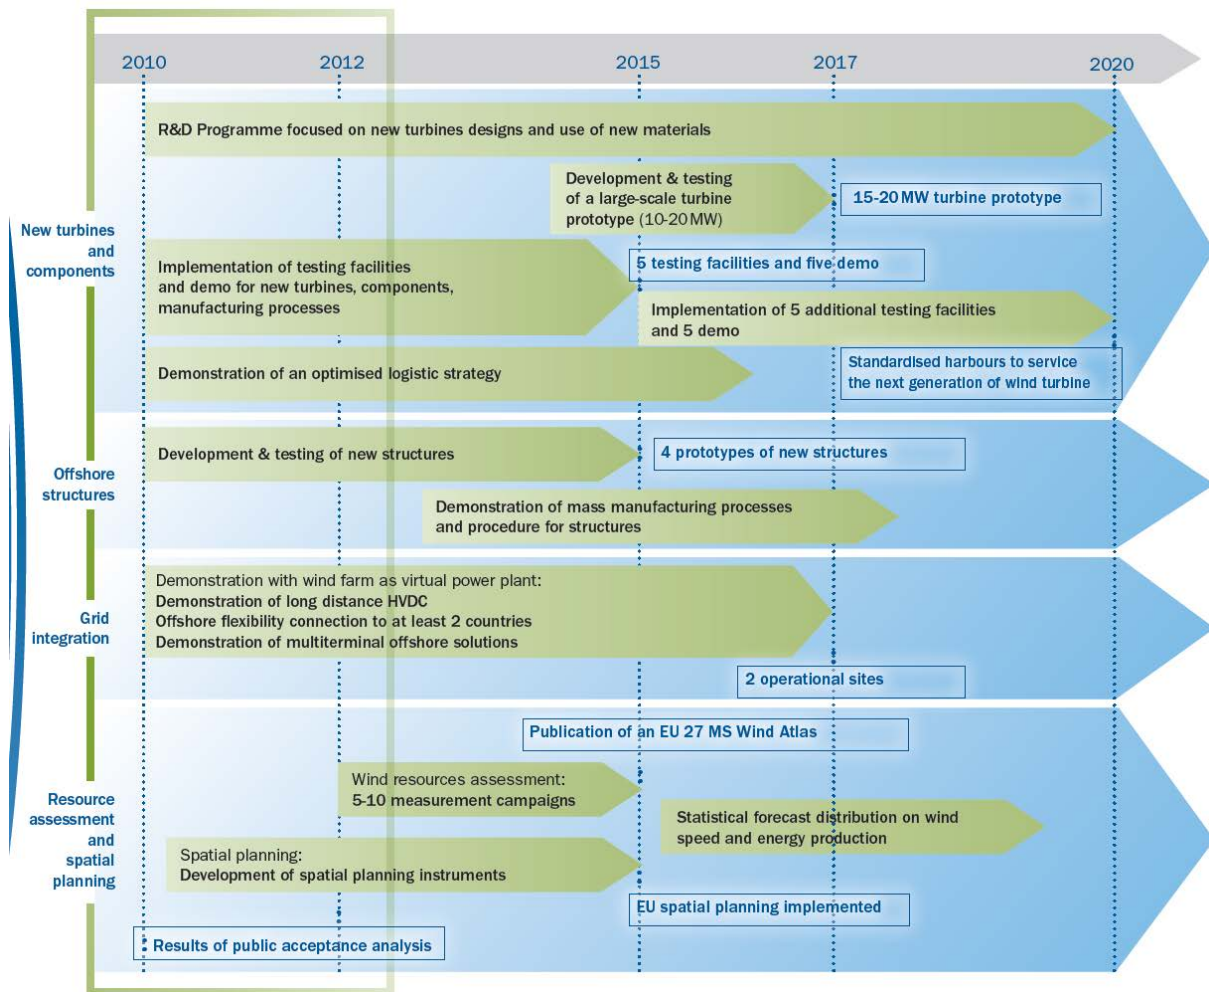 2010
2012
2015
2017
2020
New turbines
and
components
R&D Programme focused on new turbines designs and use of new materials
Development & testing
of a large-scale turbine
prototype (10-20 MW)
15-20 MW turbine prototype
Implementation of testing facilities
and demo for new turbines, components,
manufacturing processes
5 testing facilities and five demo
Implementation of 5 additional testing facilities
and 5 demo
Demonstration of an optimised logistic strategy
Standardised harbours to service
the next generation of wind turbine
Offshore
structures
Development & testing of new structures
4 prototypes of new structures
Demonstration of mass manufacturing processes
and procedure for structures
Grid
integration
Demonstration with wind farm as virtual power plant:
Demonstration of long distance HVDC
Offshore flexibility connection to at least 2 countries
Demonstration of multiterminal offshore solutions
2 operational sites
Resource
assessment
and
spatial
planning
Publication of an EU 27 MS Wind Atlas
Wind resources assessment:
5-10 measurement campaigns
Statistical forecast distribution on wind
speed and energy production
Spatial planning:
Development of spatial planning instruments
EU spatial planning implemented
Results of public acceptance analysis